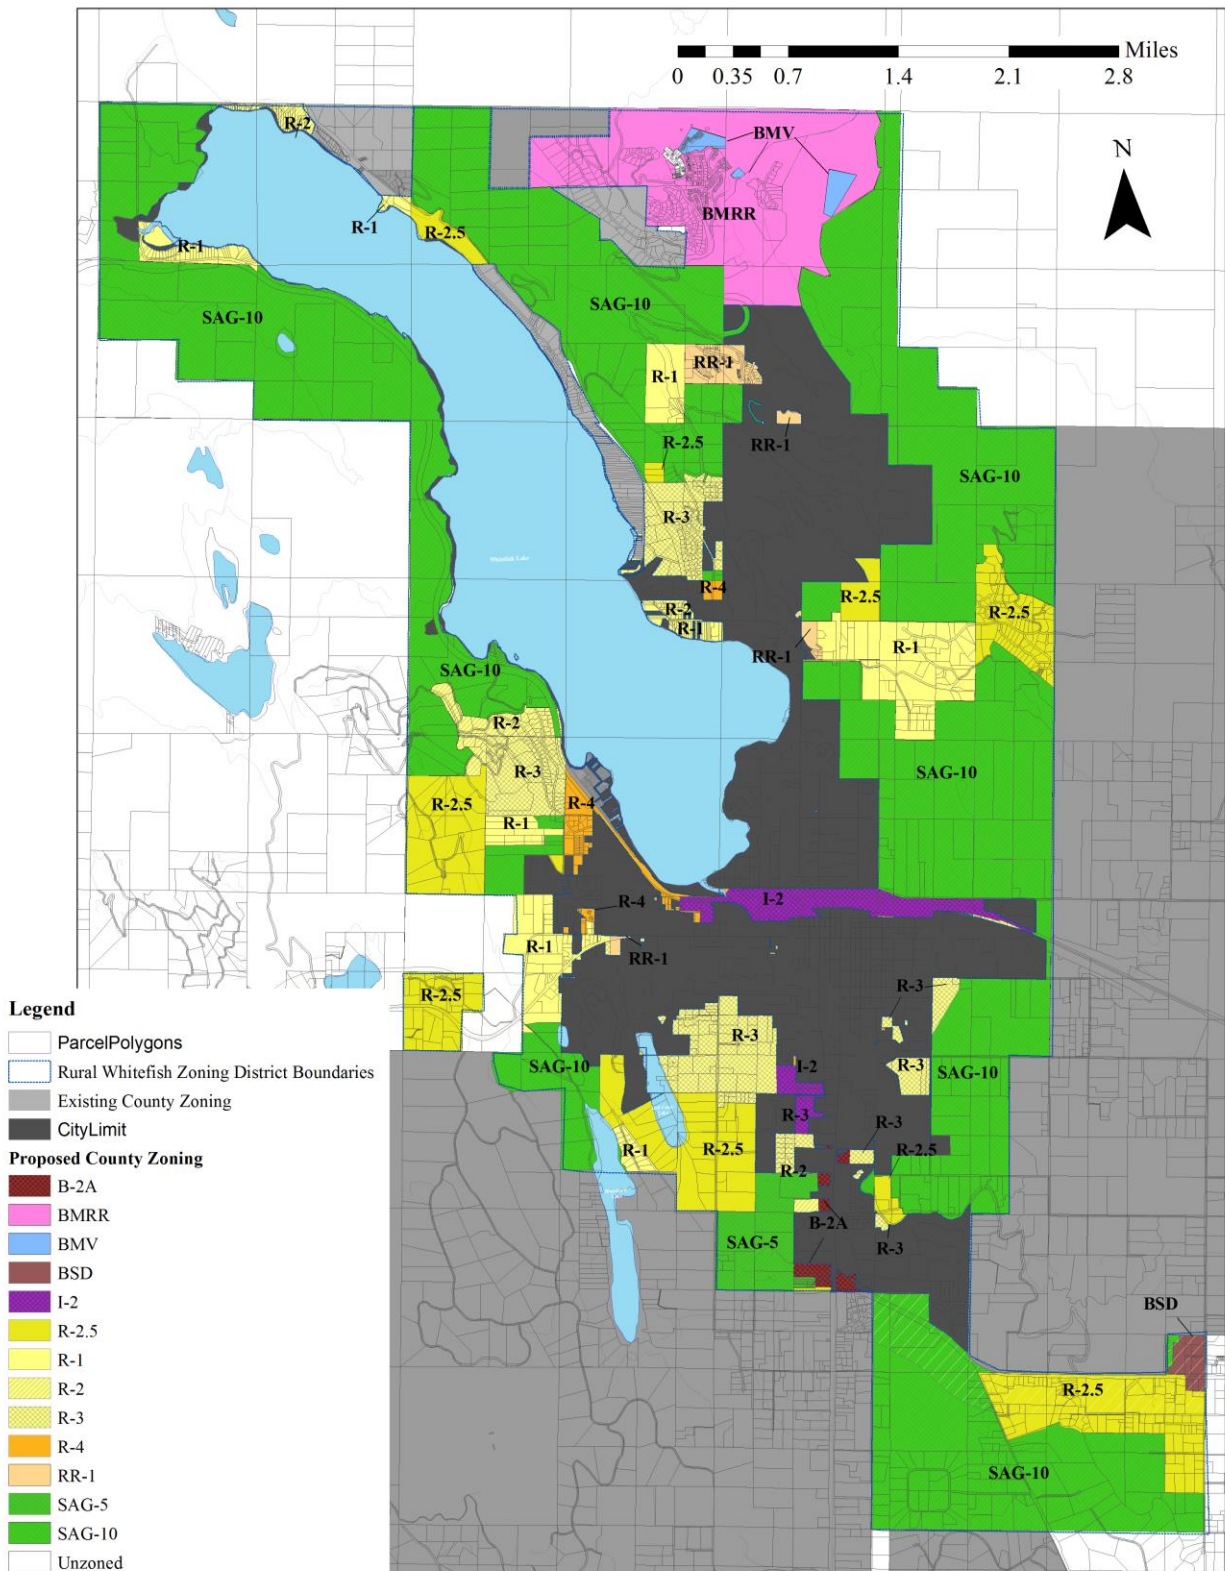 Miles
0 0.35 0.7 1.4 2.1 2.8
N
R-2
BMV
BMRR
R-1
R-2.5
R-1
SAG-10
SAG-10
RR-1
R-1
RR-1
R-2.5
SAG-10
R-3
Whitefish Lake
R-4
R-2.5
R-2.5
R-2
R-1
R-1
RR-1
SAG-10
R-2
R-3
SAG-10
R-4
R-2.5
R-1
I-2
R-4
R-1
RR-1
R-2.5
R-3
R-3
SAG-10
I-2
R-3
SAG-10
R-3
R-3
R-1
R-2.5
R-2
R-2.5
B-2A
SAG-5
R-3
BSD
R-2.5
SAG-10
Legend
ParcelPolygons
Rural Whitefish Zoning District Boundaries
Existing County Zoning
CityLimit
Proposed County Zoning
B-2A
BMRR
BMV
BSD
I-2
R-2.5
R-1
R-2
R-3
R-4
RR-1
SAG-5
SAG-10
Unzoned